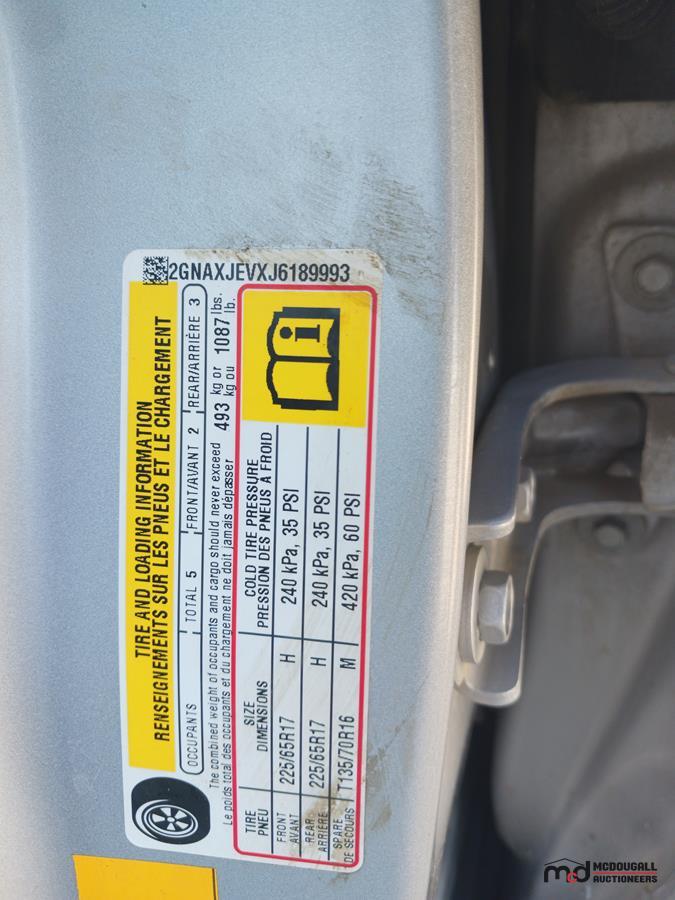 2GNAXJEVXJ6189993
TIRE AND LOADING INFORMATION
RENSEIGNEMENTS SUR LES PNEUS ET LE CHARGEMENT
OCCUPANTS TOTAL 5 FRONT/AVANT 2 REAR/ARRIÈRE 3
The combined weight of occupants and cargo should never exceed 493 kg or 1087 lbs.
Le poids total des occupants et du chargement ne doit jamais dépasser kg ou lb.
TIRE SIZE COLD TIRE PRESSURE
PNEU DIMENSIONS PRESSION DES PNEUS À FROID
FRONT 225/65R17 H 240 kPa, 35 PSI
AVANT
REAR 225/65R17 H 240 kPa, 35 PSI
ARRIÈRE
SPARE T135/70R16 M 420 kPa, 60 PSI
DE SECOURS
i
mcd MCDOUGALL
AUCTIONEERS